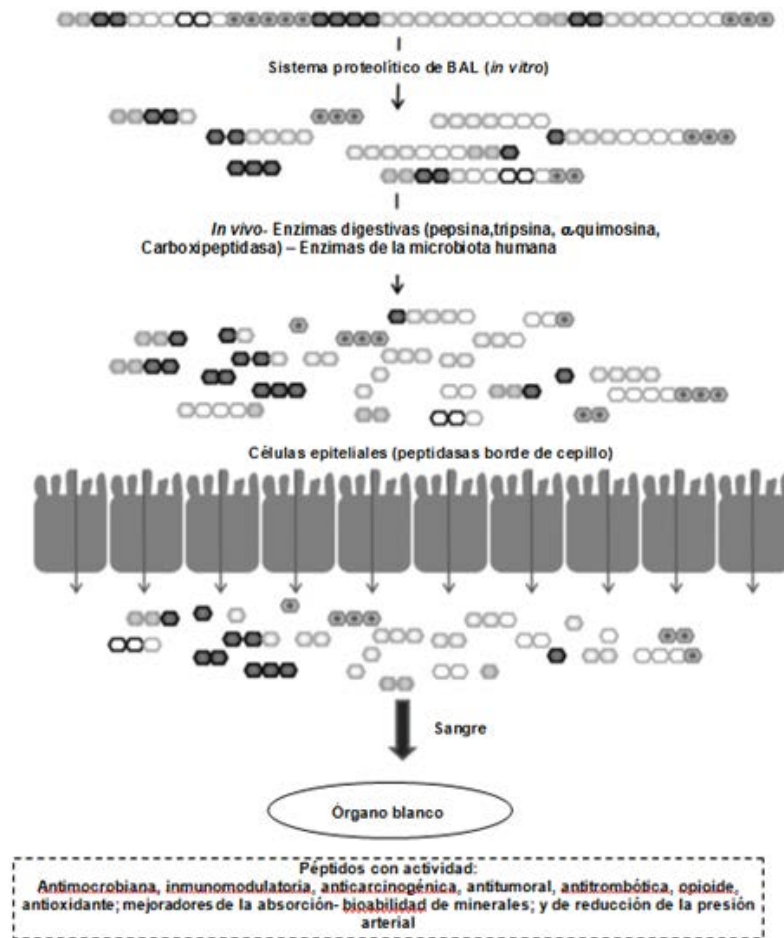 Sistema proteolítico de BAL (in vitro)
In vivo- Enzimas digestivas (pepsina,tripsina, α-quimosina,
Carboxipeptidasa) – Enzimas de la microbiota humana
Células epiteliales (peptidasas borde de cepillo)
Sangre
Órgano blanco
Péptidos con actividad:
Antimocrobiana, inmunomodulatoria, anticarcinogénica, antitumoral, antitrombótica, opioide,
antioxidante; mejoradores de la absorción- bioabilidad de minerales; y de reducción de la presión
arterial